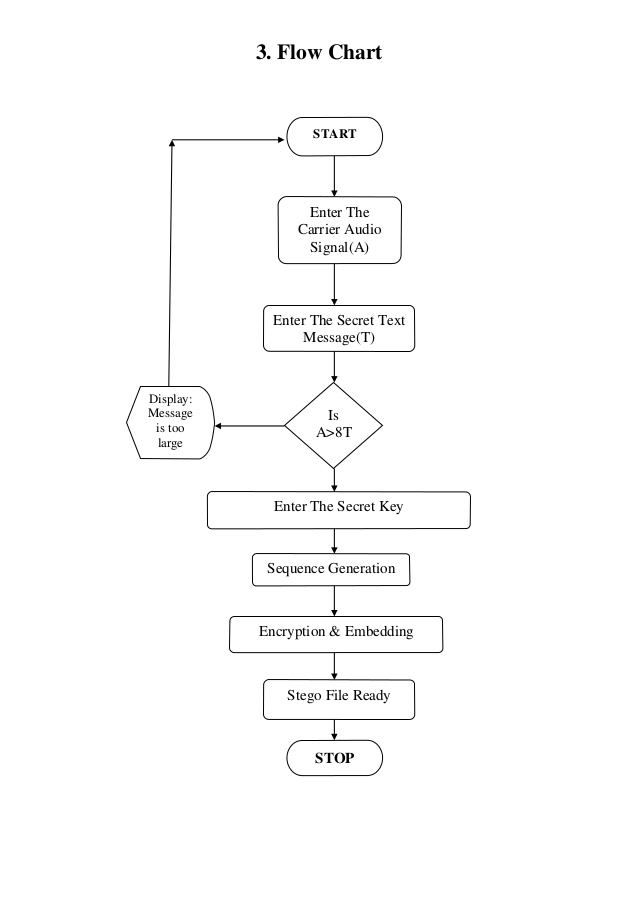 3. Flow Chart
START
Enter The
Carrier Audio
Signal(A)
Enter The Secret Text
Message(T)
Is
A>8T
Display:
Message
is too
large
Enter The Secret Key
Sequence Generation
Encryption & Embedding
Stego File Ready
STOP